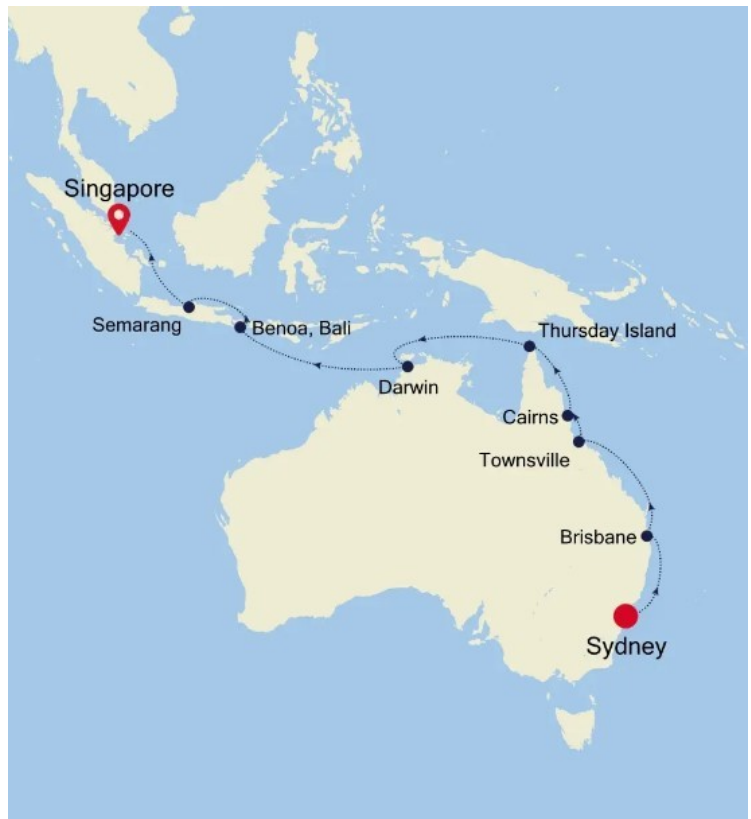 Singapore
Semarang
Benoa, Bali
Thursday Island
Darwin
Cairns
Townsville
Brisbane
Sydney